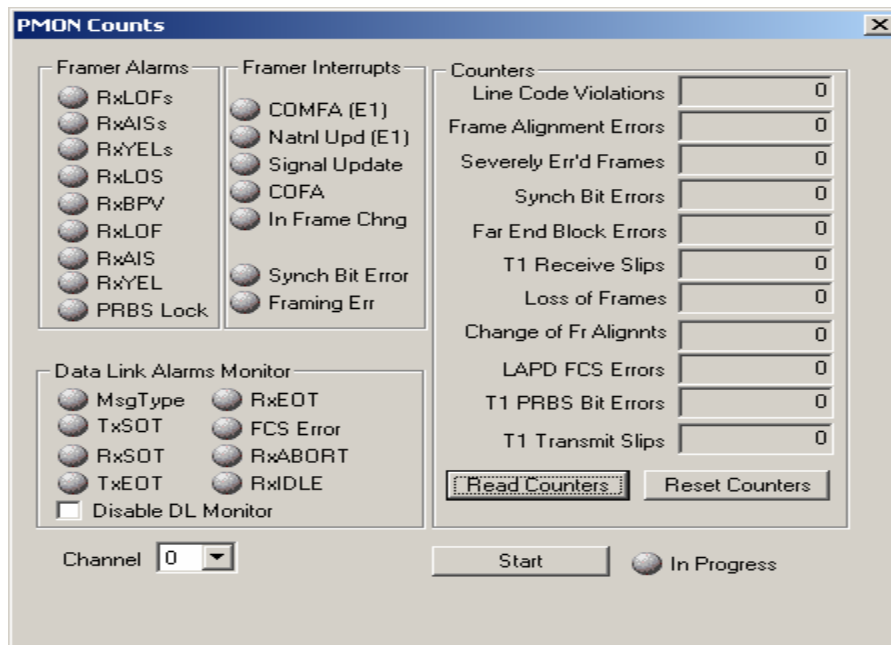 PMON Counts
Framer Alarms
RxLOFs
RxAISs
RxYELs
RxLOS
RxBPV
RxLOF
RxAIS
RxYEL
PRBS Lock
Framer Interrupts
COMFA (E1)
Natnl Upd (E1)
Signal Update
COFA
In Frame Chng
Synch Bit Error
Framing Err
Counters
Line Code Violations 0
Frame Alignment Errors 0
Severely Err'd Frames 0
Synch Bit Errors 0
Far End Block Errors 0
T1 Receive Slips 0
Loss of Frames 0
Change of Fr Alignnts 0
LAPD FCS Errors 0
T1 PRBS Bit Errors 0
T1 Transmit Slips 0
Read Counters Reset Counters
Data Link Alarms Monitor
MsgType RxEOT
TxSOT FCS Error
RxSOT RxABORT
TxEOT RxIDLE
Disable DL Monitor
Channel 0
Start In Progress